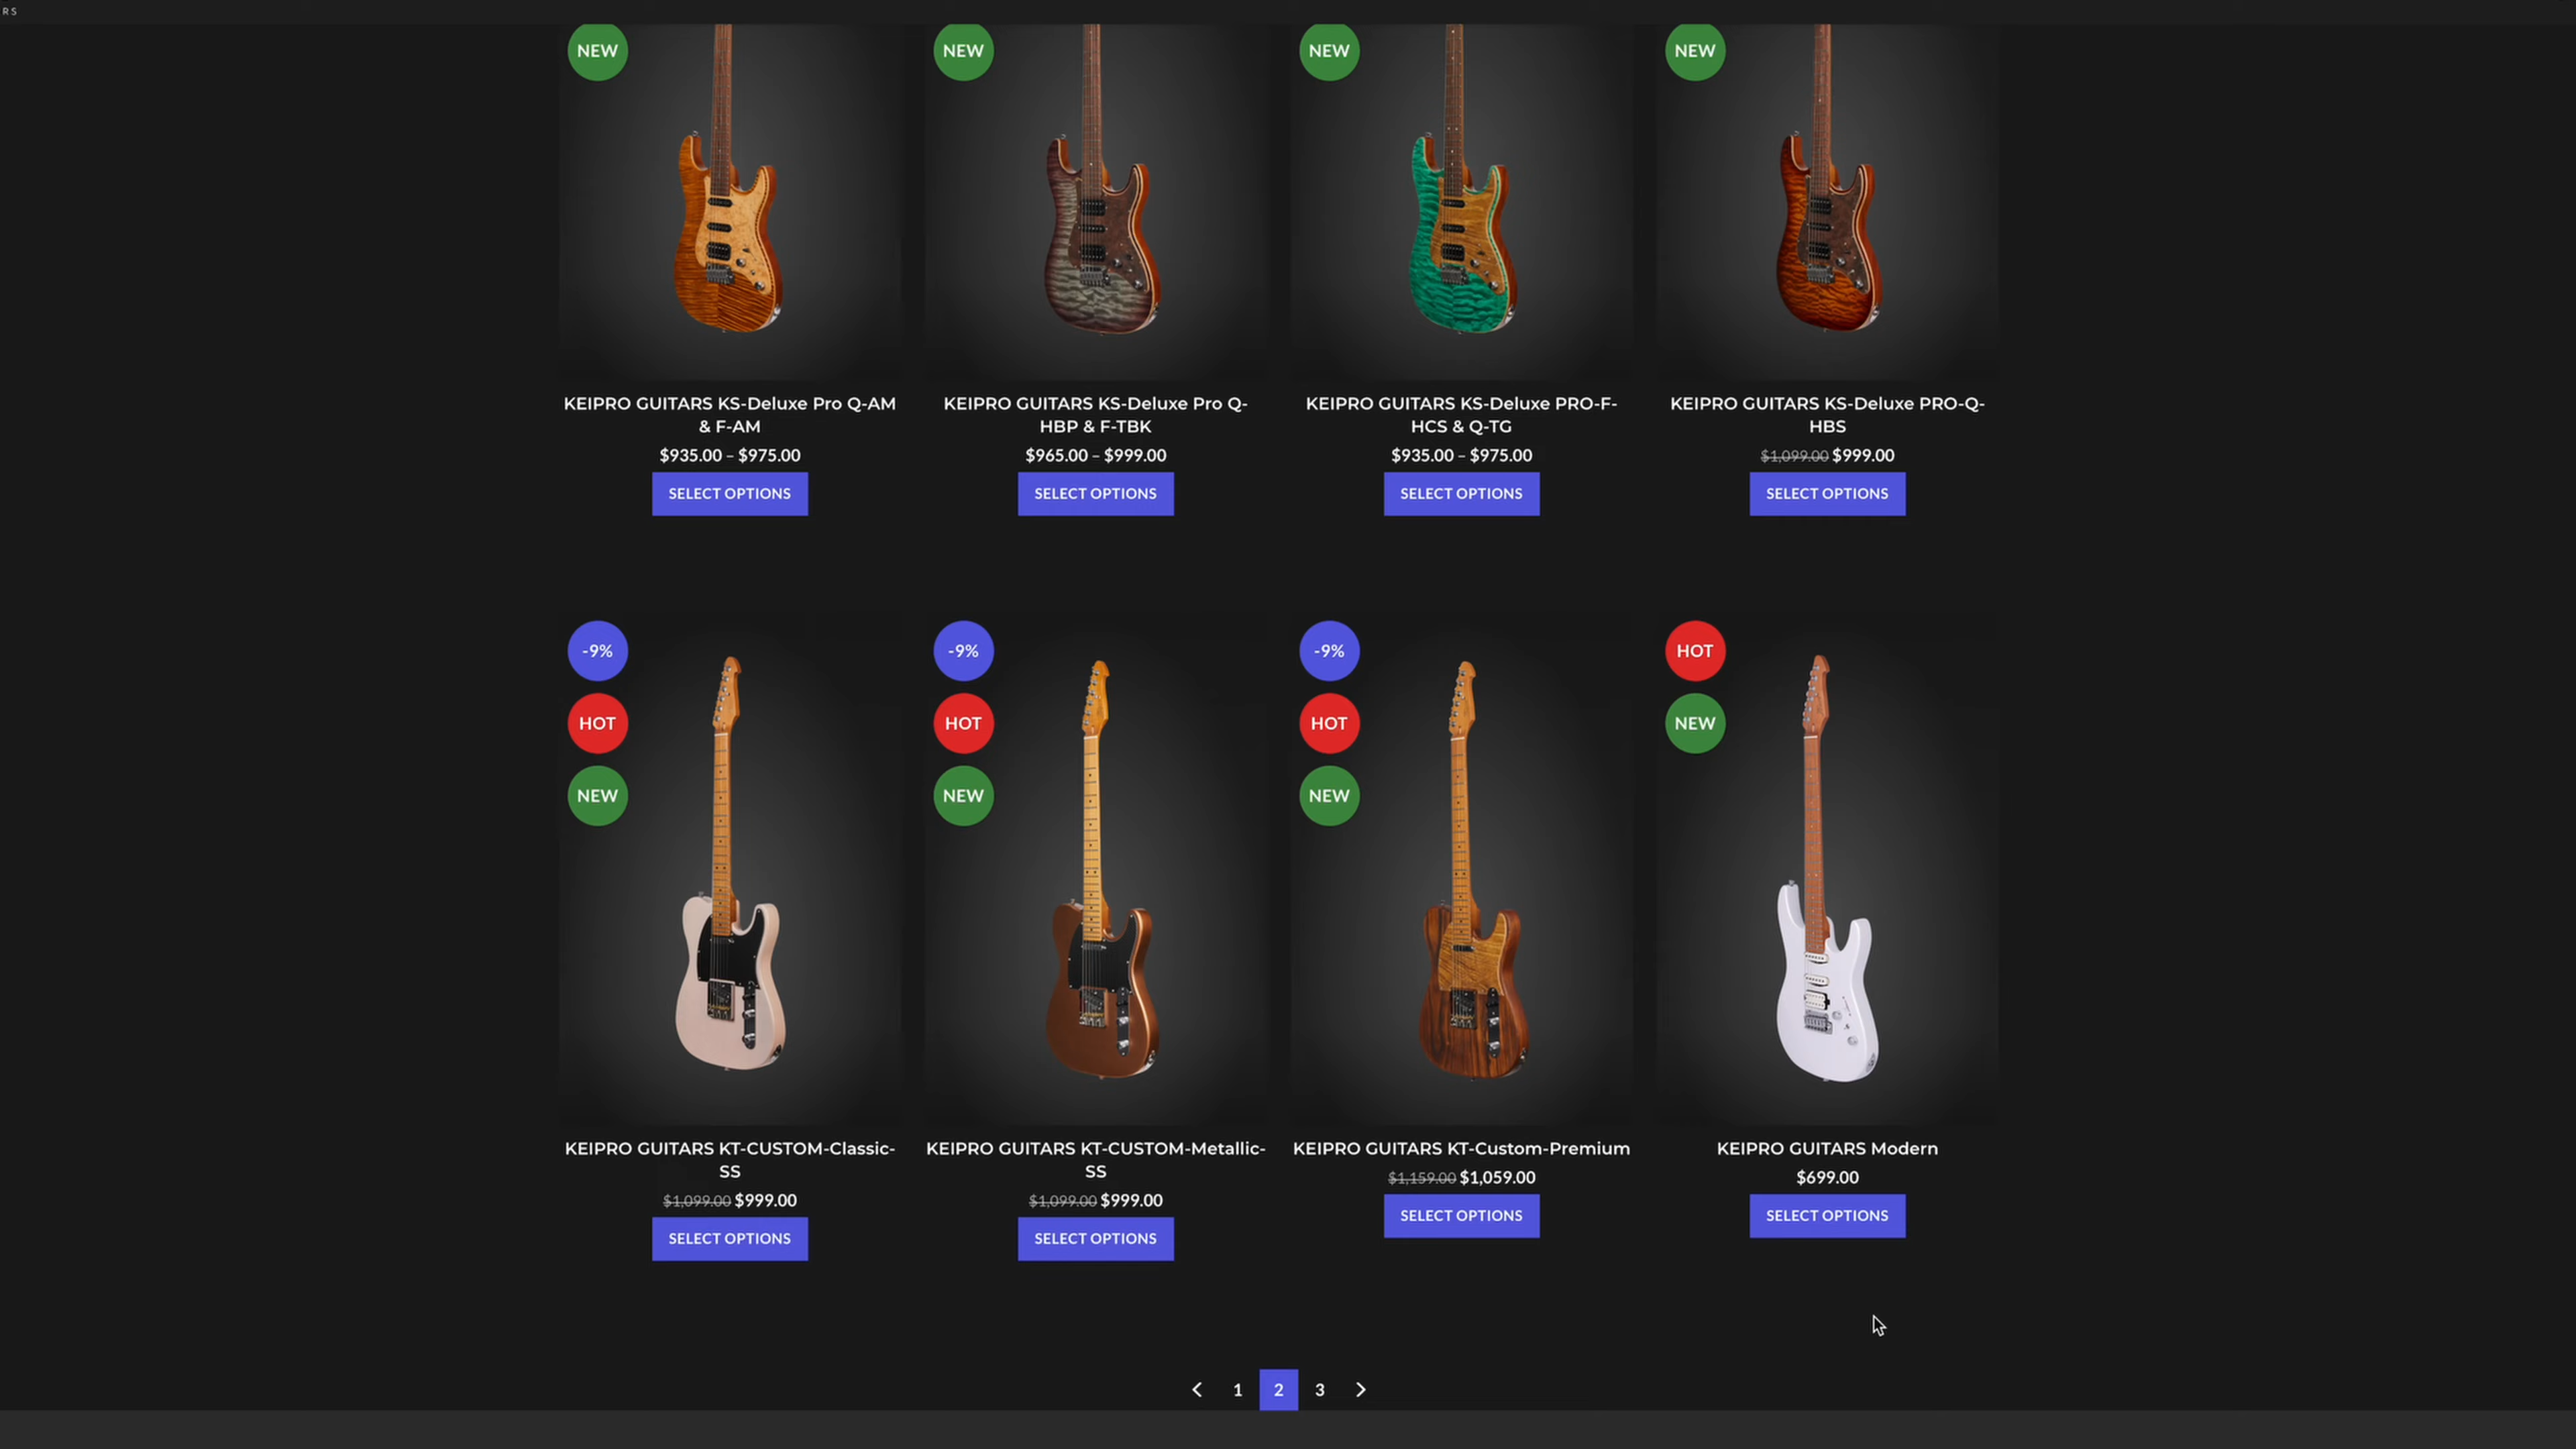 RS
NEW
NEW
NEW
NEW
KEIPRO GUITARS KS-Deluxe Pro Q-AM
& F-AM
$935.00 – $975.00
SELECT OPTIONS
KEIPRO GUITARS KS-Deluxe Pro Q-
HBP & F-TBK
$965.00 – $999.00
SELECT OPTIONS
KEIPRO GUITARS KS-Deluxe PRO-F-
HCS & Q-TG
$935.00 – $975.00
SELECT OPTIONS
KEIPRO GUITARS KS-Deluxe PRO-Q-
HBS
$1,099.00 $999.00
SELECT OPTIONS
-9%
HOT
NEW
KEIPRO GUITARS KT-CUSTOM-Classic-
SS
$1,099.00 $999.00
SELECT OPTIONS
-9%
HOT
NEW
KEIPRO GUITARS KT-CUSTOM-Metallic-
SS
$1,099.00 $999.00
SELECT OPTIONS
-9%
HOT
NEW
KEIPRO GUITARS KT-Custom-Premium
$1,159.00 $1,059.00
SELECT OPTIONS
HOT
NEW
KEIPRO GUITARS Modern
$699.00
SELECT OPTIONS
1 2 3